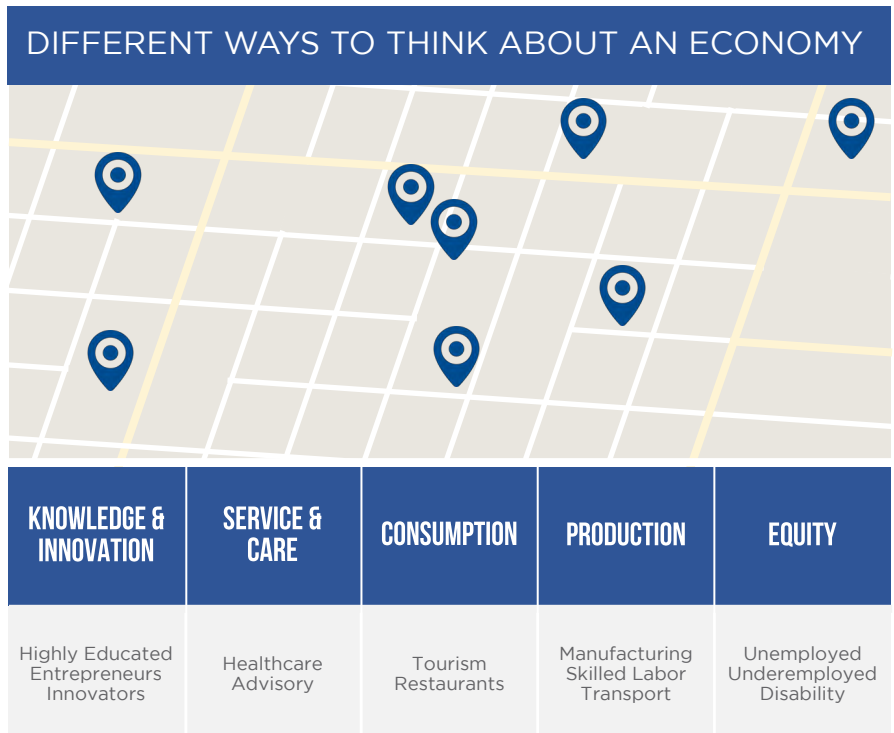 DIFFERENT WAYS TO THINK ABOUT AN ECONOMY
KNOWLEDGE &
INNOVATION
SERVICE &
CARE
CONSUMPTION
PRODUCTION
EQUITY
Highly Educated
Entrepreneurs
Innovators
Healthcare
Advisory
Tourism
Restaurants
Manufacturing
Skilled Labor
Transport
Unemployed
Underemployed
Disability